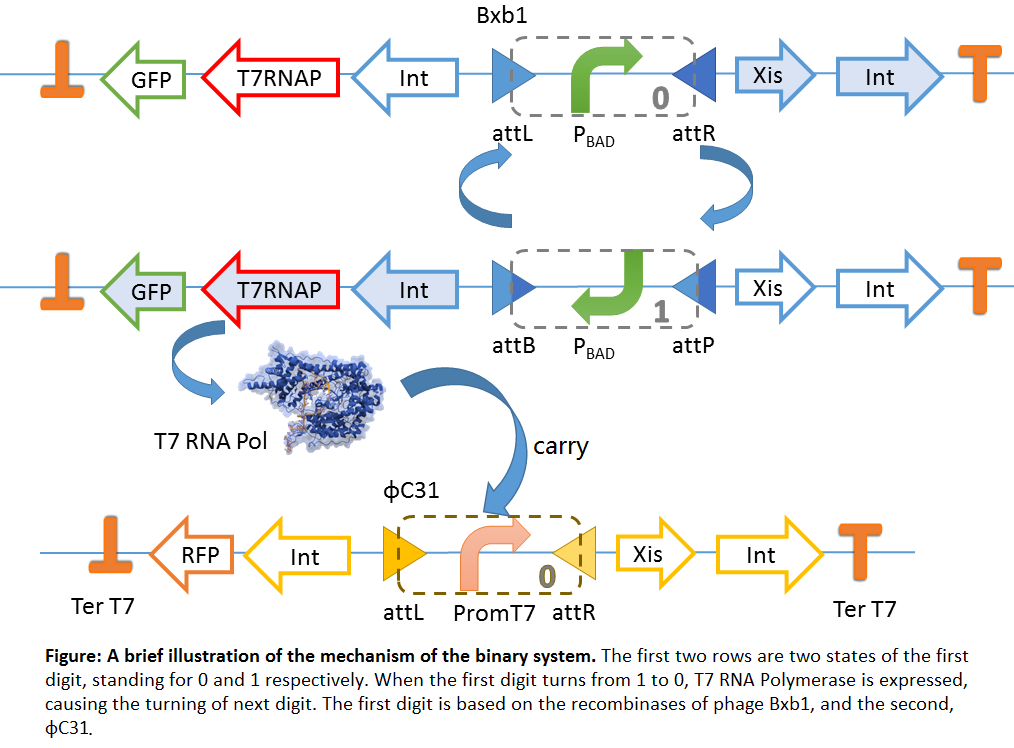 Bxb1
GFP T7RNAP Int 0 Xis Int
attL P_BAD attR
GFP T7RNAP Int 1 Xis Int
attB P_BAD attP
T7 RNA Pol
carry
ϕC31
RFP Int 0 Xis Int
Ter T7 attL PromT7 attR Ter T7
Figure: A brief illustration of the mechanism of the binary system. The first two rows are two states of the first
digit, standing for 0 and 1 respectively. When the first digit turns from 1 to 0, T7 RNA Polymerase is expressed,
causing the turning of next digit. The first digit is based on the recombinases of phage Bxb1, and the second,
ϕC31.